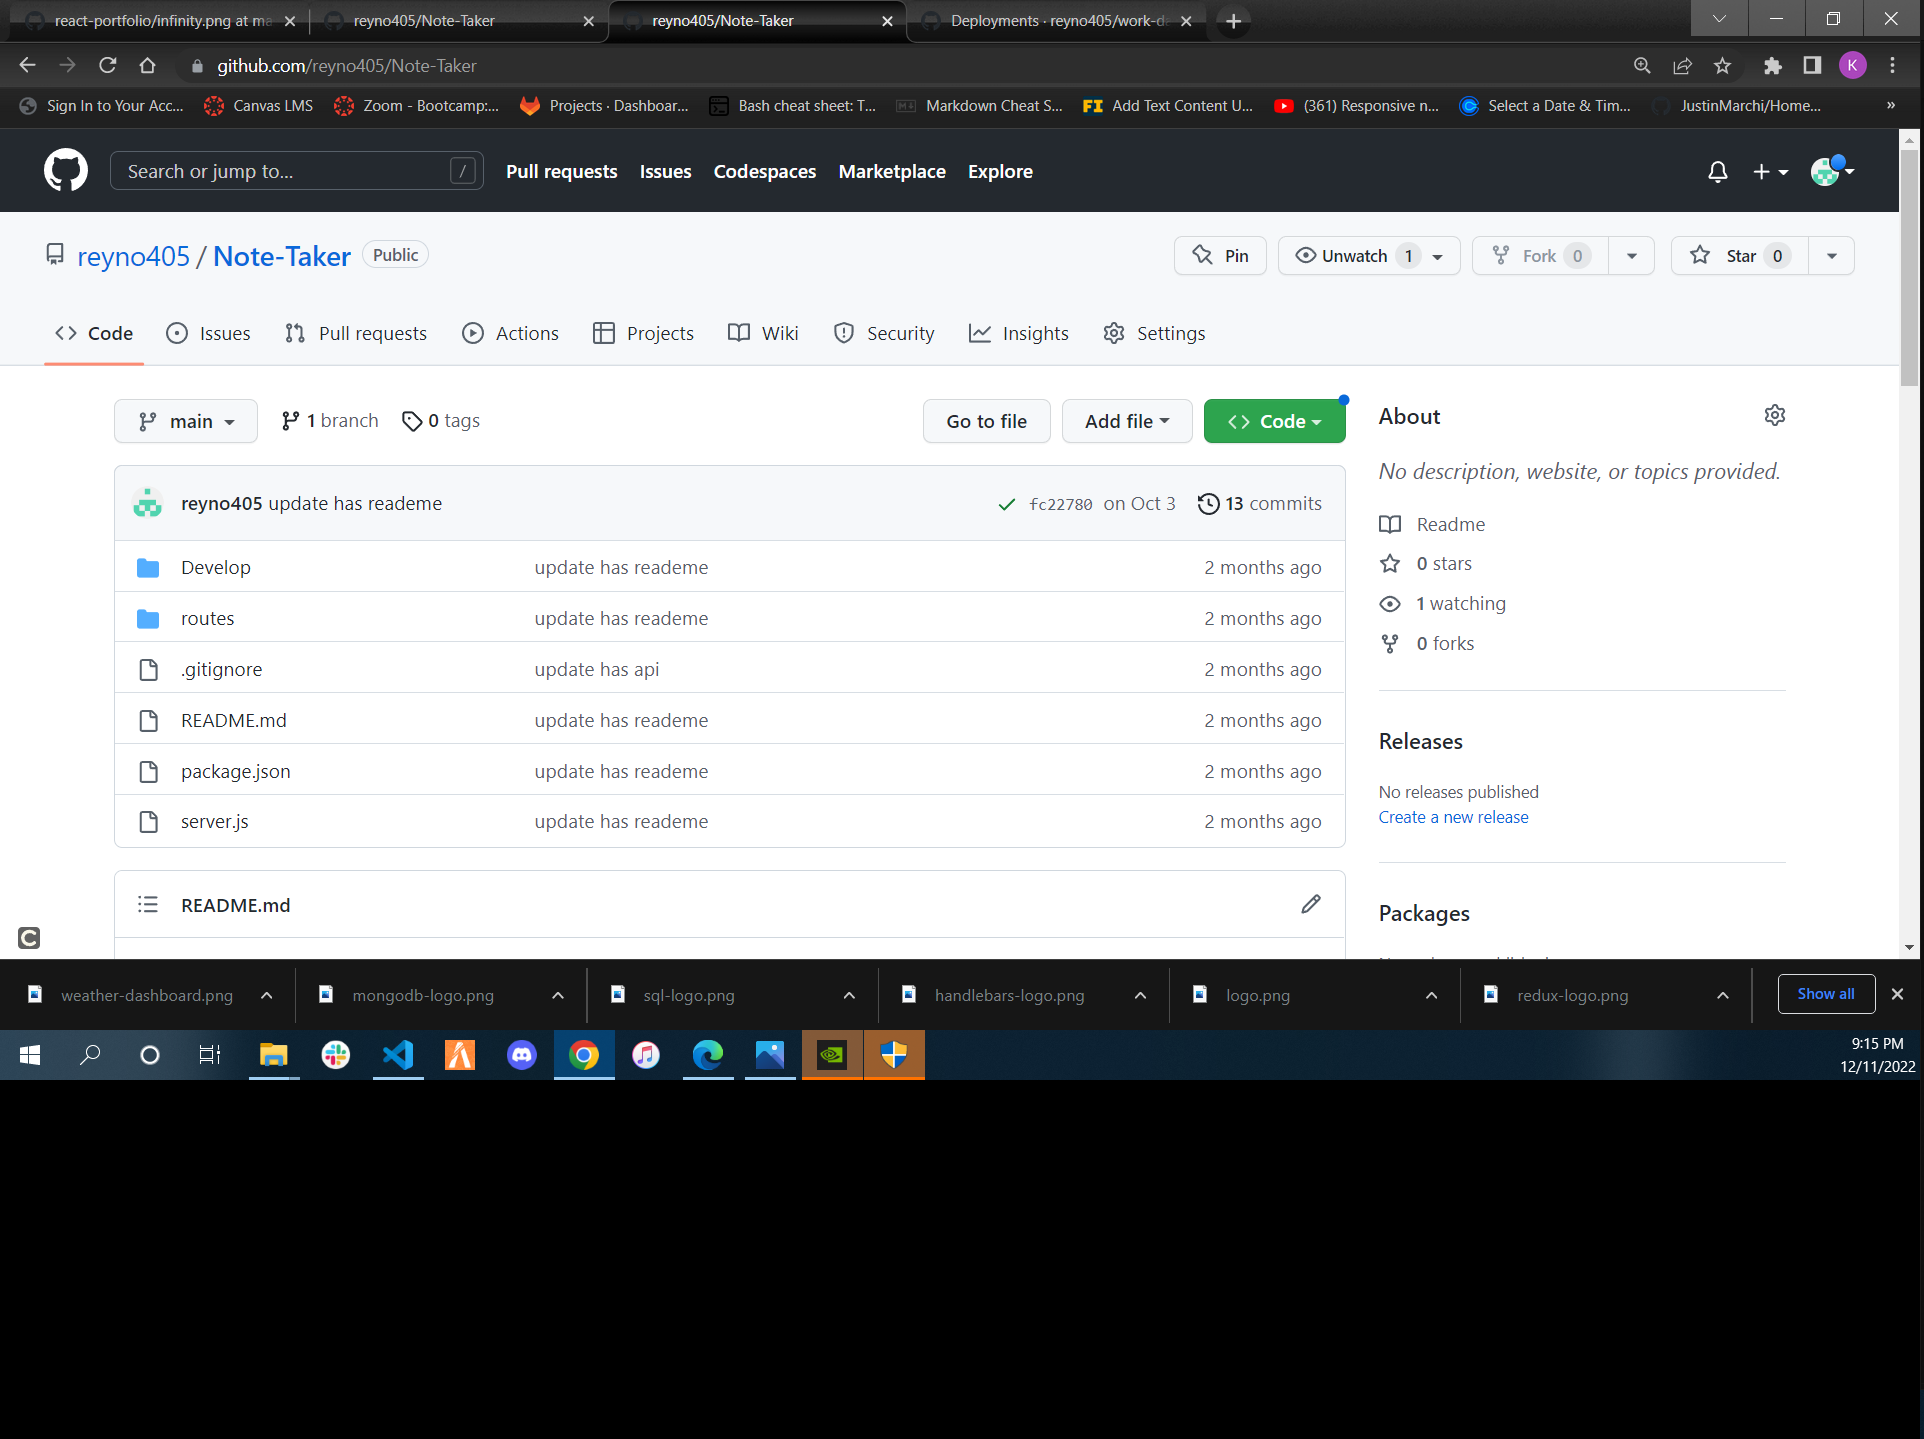 react-portfolio/infinity.png at ma
reyno405/Note-Taker
reyno405/Note-Taker
Deployments · reyno405/work-d
github.com/reyno405/Note-Taker
K
Sign In to Your Acc...
Canvas LMS
Zoom - Bootcamp:...
Projects · Dashboar...
Bash cheat sheet: T...
Markdown Cheat S...
FI Add Text Content U...
(361) Responsive n...
Select a Date & Tim...
JustinMarchi/Home...
»
Search or jump to... /
Pull requests
Issues
Codespaces
Marketplace
Explore
reyno405 / Note-Taker Public
Pin
Unwatch 1
Fork 0
Star 0
Code
Issues
Pull requests
Actions
Projects
Wiki
Security
Insights
Settings
main
1 branch
0 tags
Go to file
Add file
Code
reyno405 update has reademe fc22780 on Oct 3 13 commits
Develop update has reademe 2 months ago
routes update has reademe 2 months ago
.gitignore update has api 2 months ago
README.md update has reademe 2 months ago
package.json update has reademe 2 months ago
server.js update has reademe 2 months ago
README.md
About
No description, website, or topics provided.
Readme
0 stars
1 watching
0 forks
Releases
No releases published
Create a new release
Packages
C
weather-dashboard.png
mongodb-logo.png
sql-logo.png
handlebars-logo.png
logo.png
redux-logo.png
Show all
9:15 PM
12/11/2022